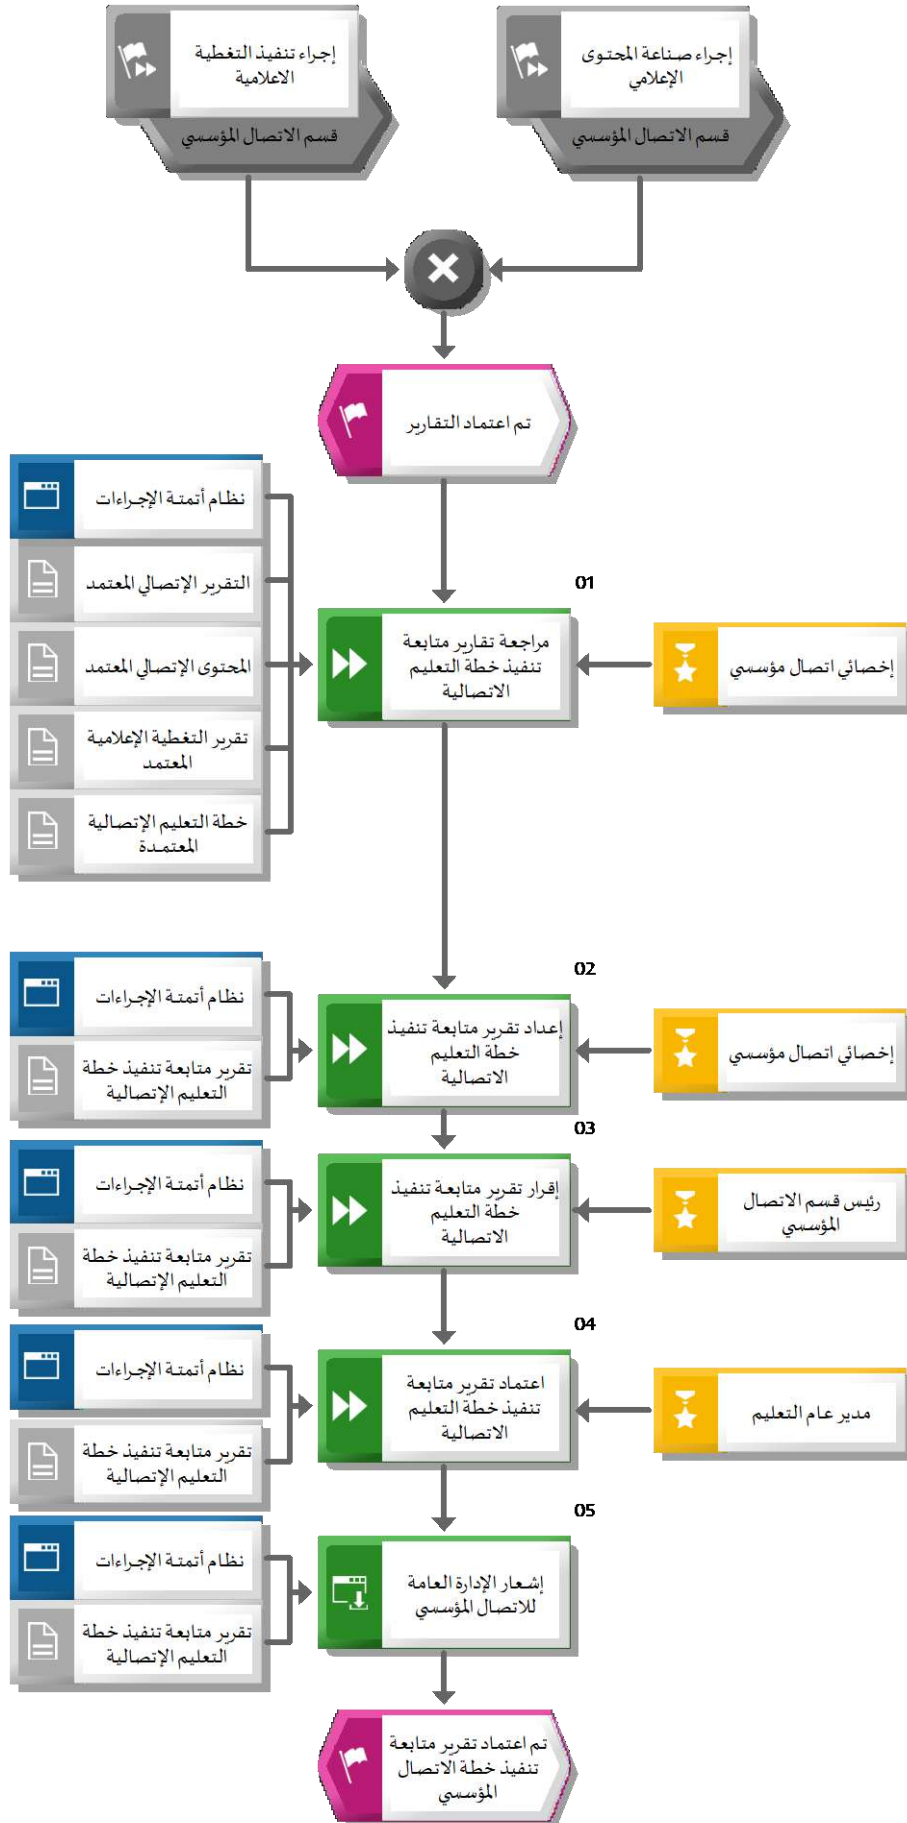 إجراء صناعة المحتوى
الإعلامي
قسم الاتصال المؤسسي
إجراء تنفيذ التغطية
الاعلامية
قسم الاتصال المؤسسي
تم اعتماد التقارير
01
إخصائي اتصال مؤسسي
مراجعة تقارير متابعة
تنفيذ خطة التعليم
الاتصالية
نظام أتمتة الإجراءات
التقرير الإتصالي المعتمد
المحتوى الإتصالي المعتمد
تقرير التغطية الإعلامية
المعتمد
خطة التعليم الإتصالية
المعتمدة
02
إخصائي اتصال مؤسسي
إعداد تقرير متابعة تنفيذ
خطة التعليم
الاتصالية
نظام أتمتة الإجراءات
تقرير متابعة تنفيذ خطة
التعليم الإتصالية
03
رئيس قسم الاتصال
المؤسسي
إقرار تقرير متابعة تنفيذ
خطة التعليم
الاتصالية
نظام أتمتة الإجراءات
تقرير متابعة تنفيذ خطة
التعليم الإتصالية
04
مدير عام التعليم
اعتماد تقرير متابعة
تنفيذ خطة التعليم
الاتصالية
نظام أتمتة الإجراءات
تقرير متابعة تنفيذ خطة
التعليم الإتصالية
05
إشعار الإدارة العامة
للاتصال المؤسسي
نظام أتمتة الإجراءات
تقرير متابعة تنفيذ خطة
التعليم الإتصالية
تم اعتماد تقرير متابعة
تنفيذ خطة الاتصال
المؤسسي